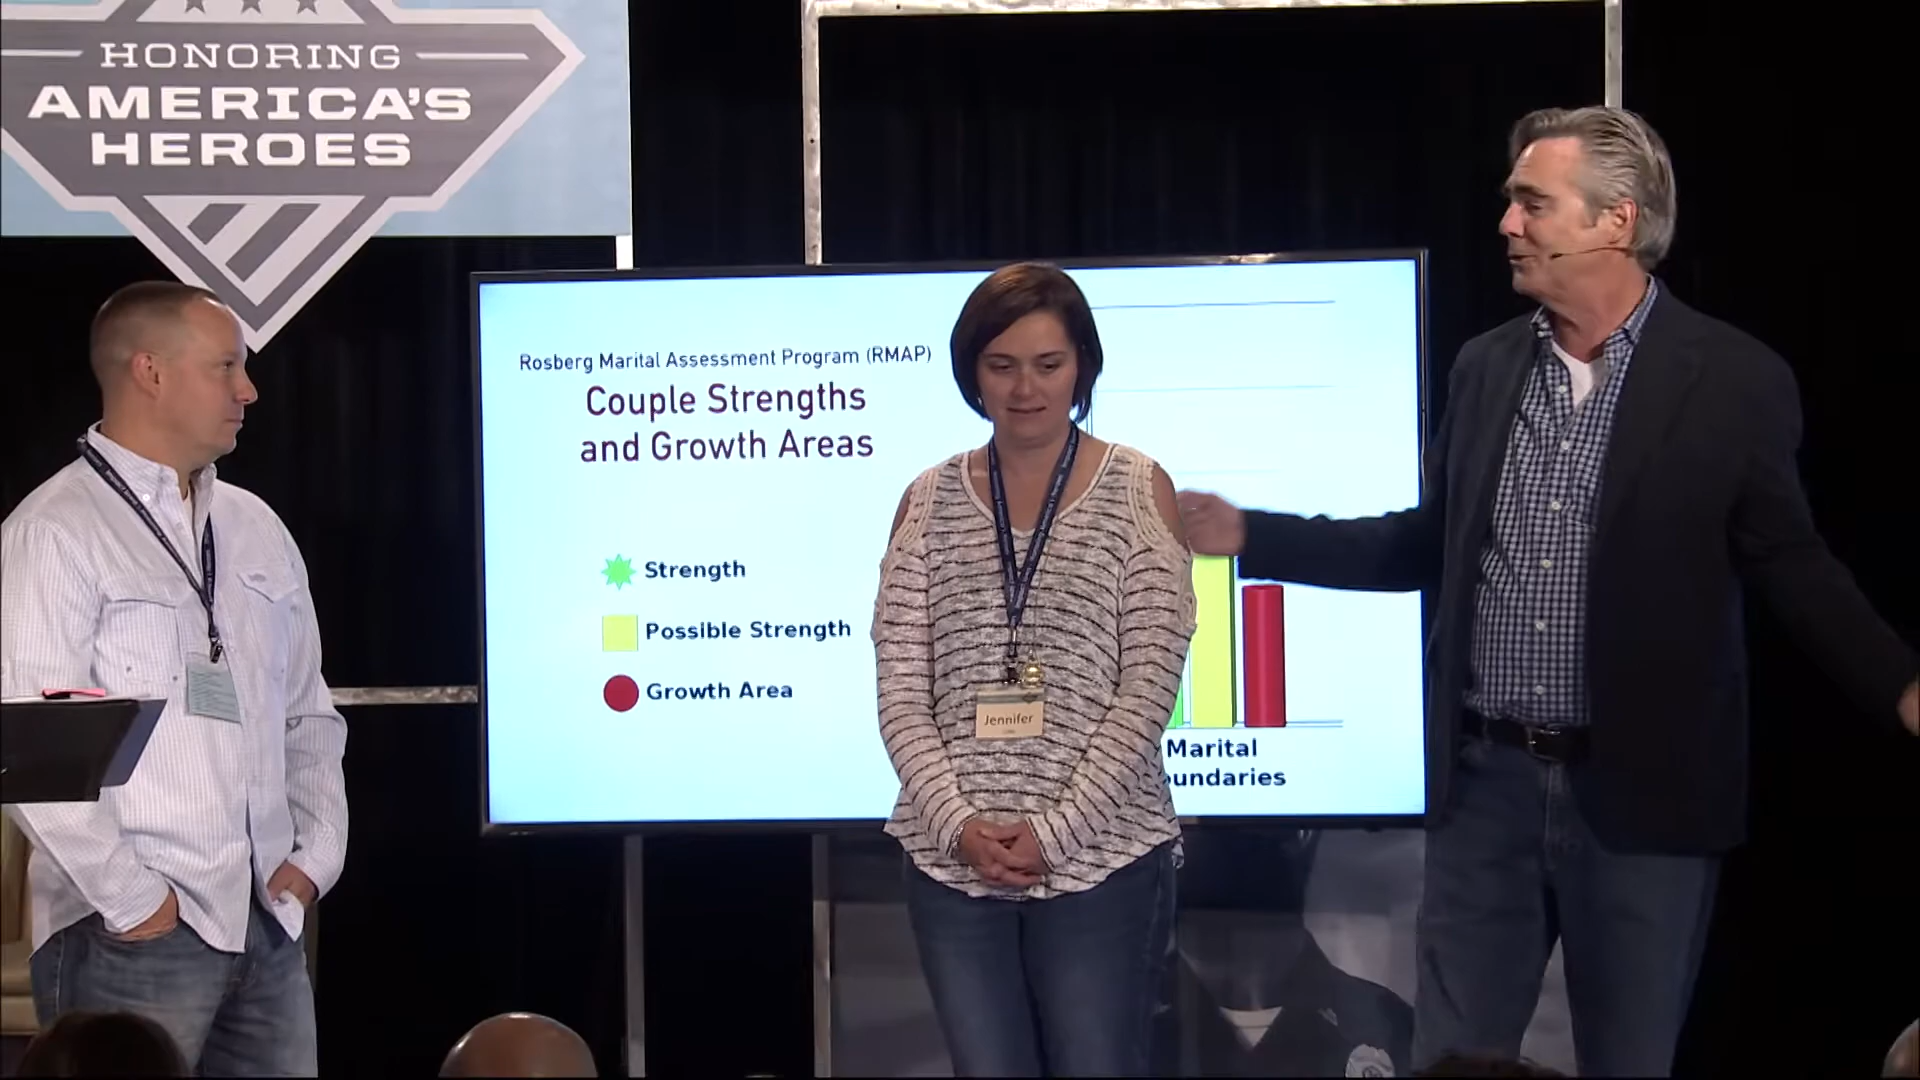 HONORING
AMERICA'S
HEROES
Rosberg Marital Assessment Program (RMAP)
Couple Strengths
and Growth Areas
Strength
Possible Strength
Growth Area
Marital
oundaries
Jennifer